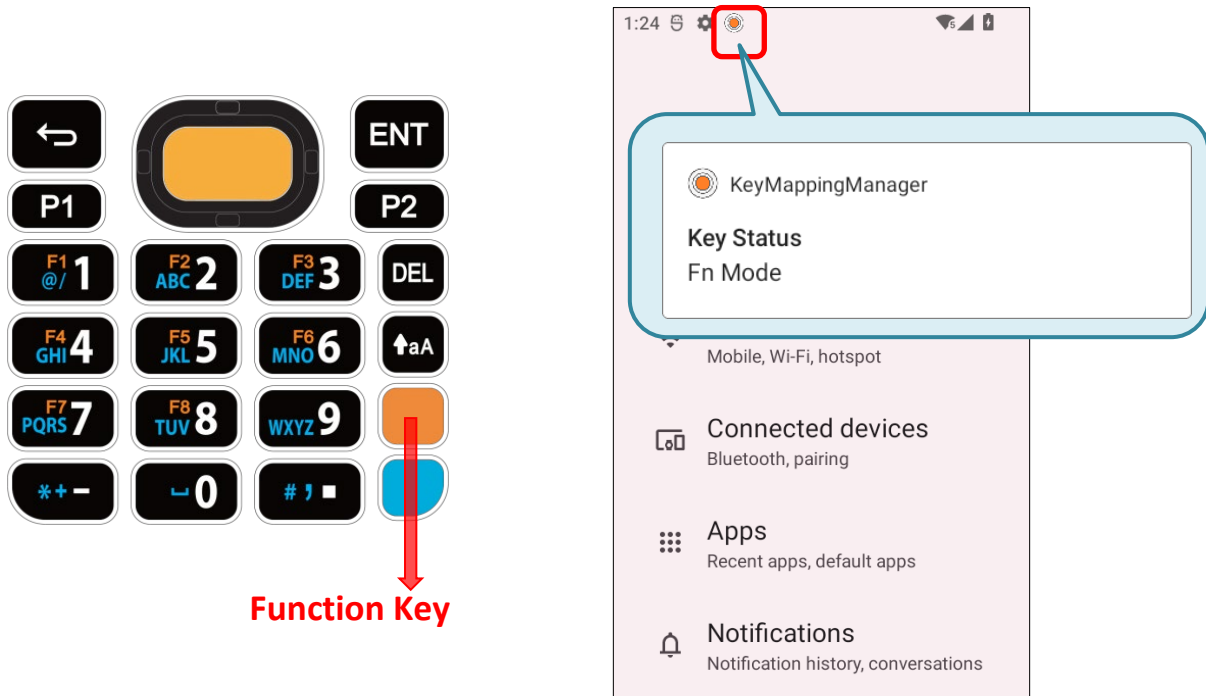 ENT
P1
P2
F1
@/ 1
F2
ABC 2
F3
DEF 3
DEL
F4
GHI 4
F5
JKL 5
F6
MNO 6
aA
F7
PQRS 7
F8
TUV 8
WXYZ 9
*+-
⎵0
# , ■
Function Key
1:24
5
KeyMappingManager
Key Status
Fn Mode
Mobile, Wi-Fi, hotspot
Connected devices
Bluetooth, pairing
Apps
Recent apps, default apps
Notifications
Notification history, conversations